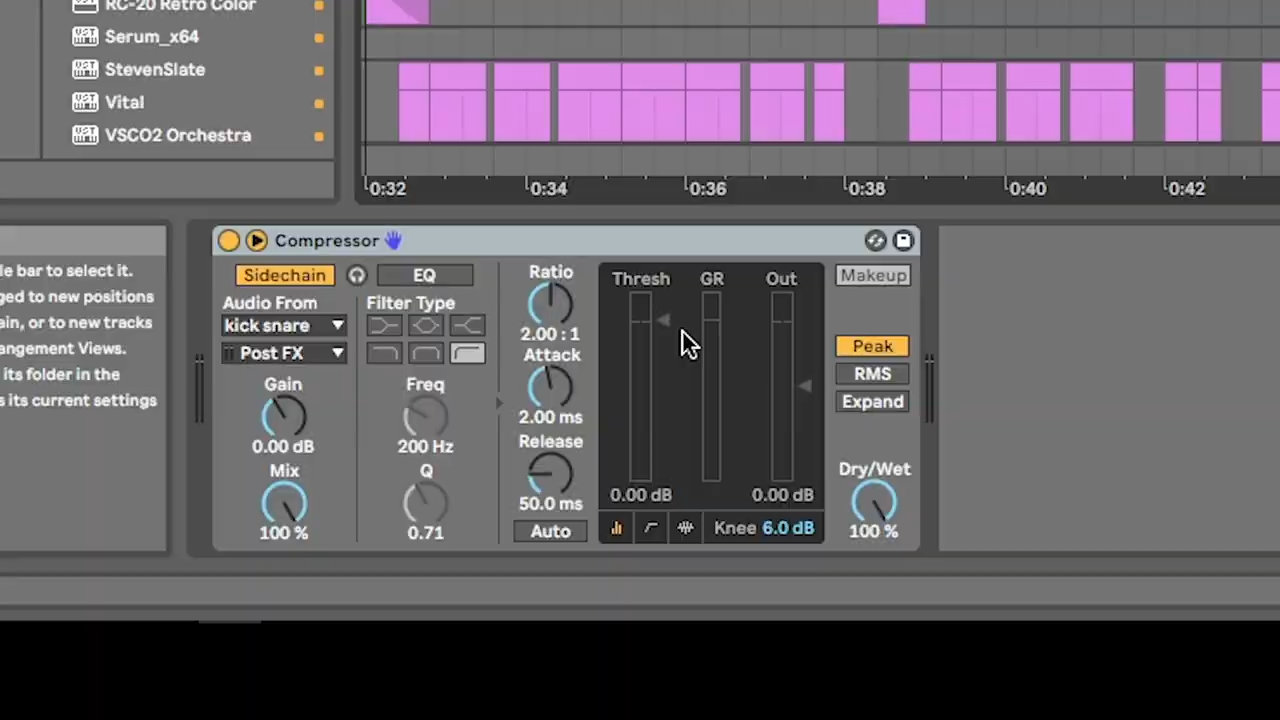 RC-20 Retro Color
Serum_x64
StevenSlate
Vital
VSCO2 Orchestra
0:32 0:34 0:36 0:38 0:40 0:42
le bar to select it.
ged to new positions
ain, or to new tracks
angement Views.
its folder in the
s its current settings
Compressor
Sidechain EQ
Audio From Filter Type
kick snare
Post FX
Gain Freq
0.00 dB 200 Hz
Mix Q
100 % 0.71
Ratio
2.00 : 1
Attack
2.00 ms
Release
50.0 ms
Auto
Thresh GR Out
0.00 dB 0.00 dB
Knee 6.0 dB
Makeup
Peak
RMS
Expand
Dry/Wet
100 %